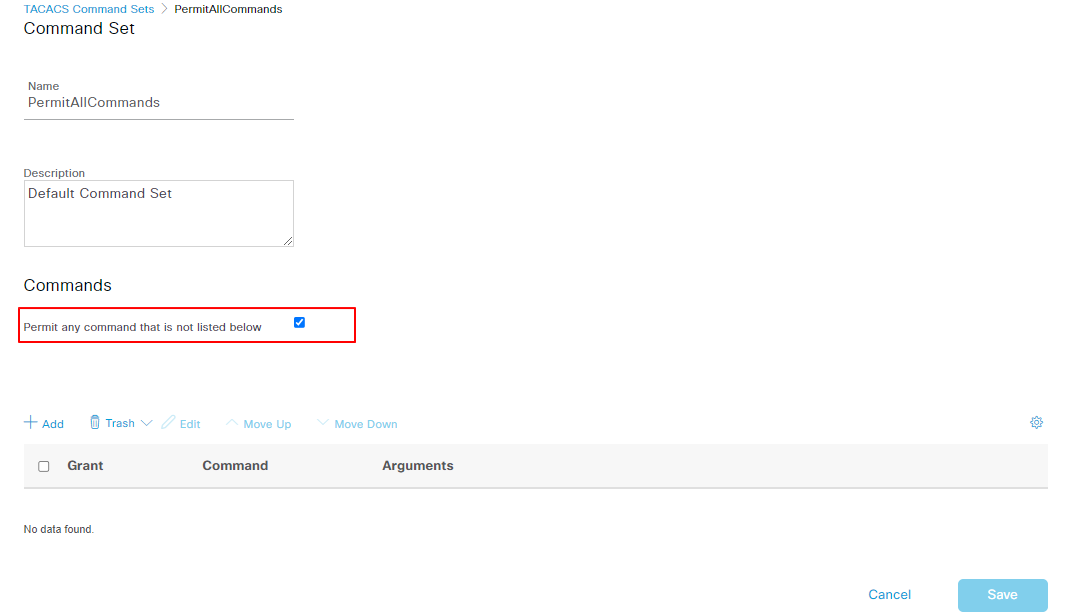 TACACS Command Sets > PermitAllCommands
Command Set
Name
PermitAllCommands
Description
Default Command Set
Commands
Permit any command that is not listed below
Add Trash Edit Move Up Move Down
Grant Command Arguments
No data found.
Cancel Save